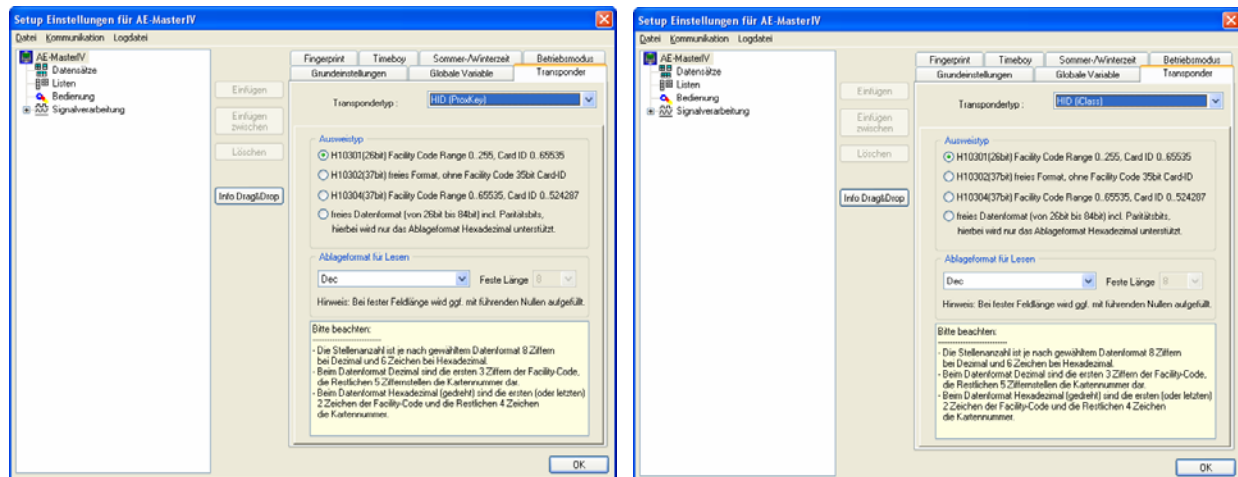 Setup Einstellungen für AE-MasterIV
Datei Kommunikation Logdatei
AE-MasterIV
Datensätze
Listen
Bedienung
Signalverarbeitung
Einfügen
Einfügen
zwischen
Löschen
Info Drag&Drop
Fingerprint Timeboy Sommer-/Winterzeit Betriebsmodus
Grundeinstellungen Globale Variable Transponder
Transpondertyp : HID (ProxKey)
Ausweistyp
H10301(26bit) Facility Code Range 0..255, Card ID 0..65535
H10302(37bit) freies Format, ohne Facility Code 35bit Card-ID
H10304(37bit) Facility Code Range 0..65535, Card ID 0..524287
freies Datenformat (von 26bit bis 84bit) incl. Paritätsbits,
hierbei wird nur das Ablageformat Hexadezimal unterstützt.
Ablageformat für Lesen
Dec Feste Länge 8
Hinweis: Bei fester Feldlänge wird ggf. mit führenden Nullen aufgefüllt.
Bitte beachten:
------------------------
- Die Stellenanzahl ist je nach gewähltem Datenformat 8 Ziffern
bei Dezimal und 6 Zeichen bei Hexadezimal.
- Beim Datenformat Dezimal sind die ersten 3 Ziffern der Facility-Code,
die Restlichen 5 Ziffernstellen die Kartennummer dar.
- Beim Datenformat Hexadezimal (gedreht) sind die ersten (oder letzten)
2 Zeichen der Facility-Code und die Restlichen 4 Zeichen
die Kartennummer.
OK
Setup Einstellungen für AE-MasterIV
Datei Kommunikation Logdatei
AE-MasterIV
Datensätze
Listen
Bedienung
Signalverarbeitung
Einfügen
Einfügen
zwischen
Löschen
Info Drag&Drop
Fingerprint Timeboy Sommer-/Winterzeit Betriebsmodus
Grundeinstellungen Globale Variable Transponder
Transpondertyp : HID (iClass)
Ausweistyp
H10301(26bit) Facility Code Range 0..255, Card ID 0..65535
H10302(37bit) freies Format, ohne Facility Code 35bit Card-ID
H10304(37bit) Facility Code Range 0..65535, Card ID 0..524287
freies Datenformat (von 26bit bis 84bit) incl. Paritätsbits,
hierbei wird nur das Ablageformat Hexadezimal unterstützt.
Ablageformat für Lesen
Dec Feste Länge 8
Hinweis: Bei fester Feldlänge wird ggf. mit führenden Nullen aufgefüllt.
Bitte beachten:
------------------------
- Die Stellenanzahl ist je nach gewähltem Datenformat 8 Ziffern
bei Dezimal und 6 Zeichen bei Hexadezimal.
- Beim Datenformat Dezimal sind die ersten 3 Ziffern der Facility-Code,
die Restlichen 5 Ziffernstellen die Kartennummer dar.
- Beim Datenformat Hexadezimal (gedreht) sind die ersten (oder letzten)
2 Zeichen der Facility-Code und die Restlichen 4 Zeichen
die Kartennummer.
OK